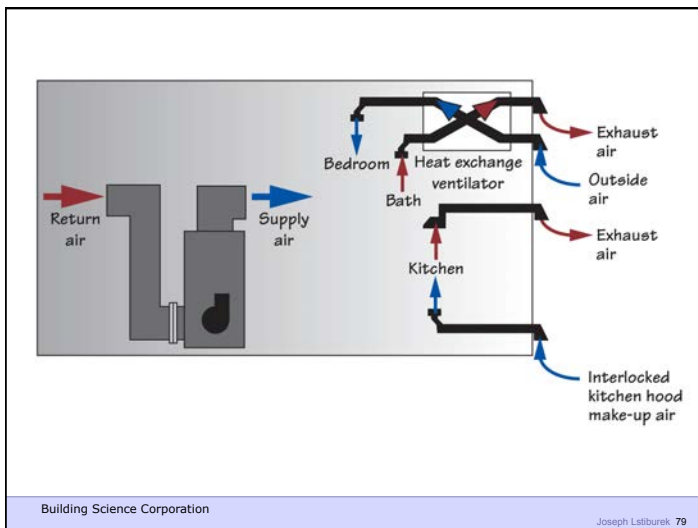 Return
air
Supply
air
Bedroom
Bath
Heat exchange
ventilator
Exhaust
air
Outside
air
Exhaust
air
Kitchen
Interlocked
kitchen hood
make-up air
Building Science Corporation
Joseph Lstiburek 79